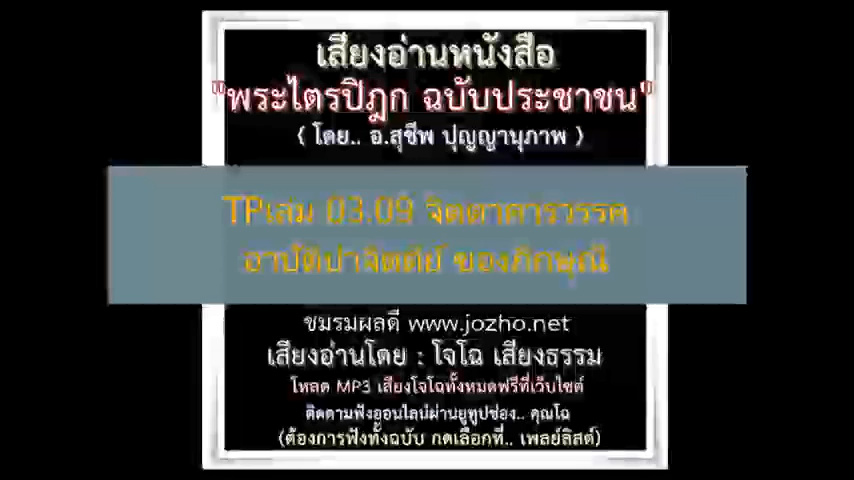 เสียงอ่านหนังสือ
"พระไตรปิฎก ฉบับประชาชน"
( โดย.. อ.สุชีพ ปุญญานุภาพ )
TPเล่ม 03.09 จิตตาคารวรรค
อาบัติปาจิตตีย์ ของภิกษุณี
ชมรมผลดี www.jozho.net
เสียงอ่านโดย : โจโฉ เสียงธรรม
โหลด MP3 เสียงโจโฉทั้งหมดฟรีที่เว็บไซต์
ติดตามฟังออนไลน์ผ่านยูทูปช่อง.. คุณโฉ
(ต้องการฟังทั้งฉบับ กดเลือกที่.. เพลย์ลิสต์)